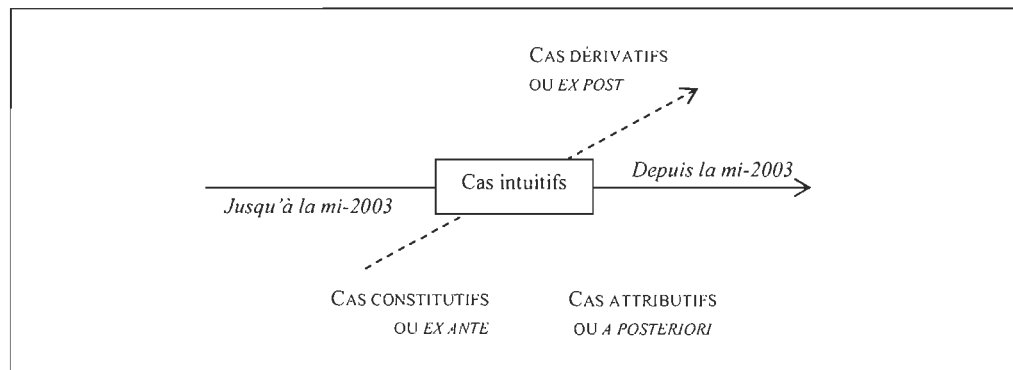 CAS DÉRIVATIFS
OU EX POST
Cas intuitifs
Depuis la mi-2003
Jusqu'à la mi-2003
CAS CONSTITUTIFS
OU EX ANTE
CAS ATTRIBUTIFS
OU A POSTERIORI